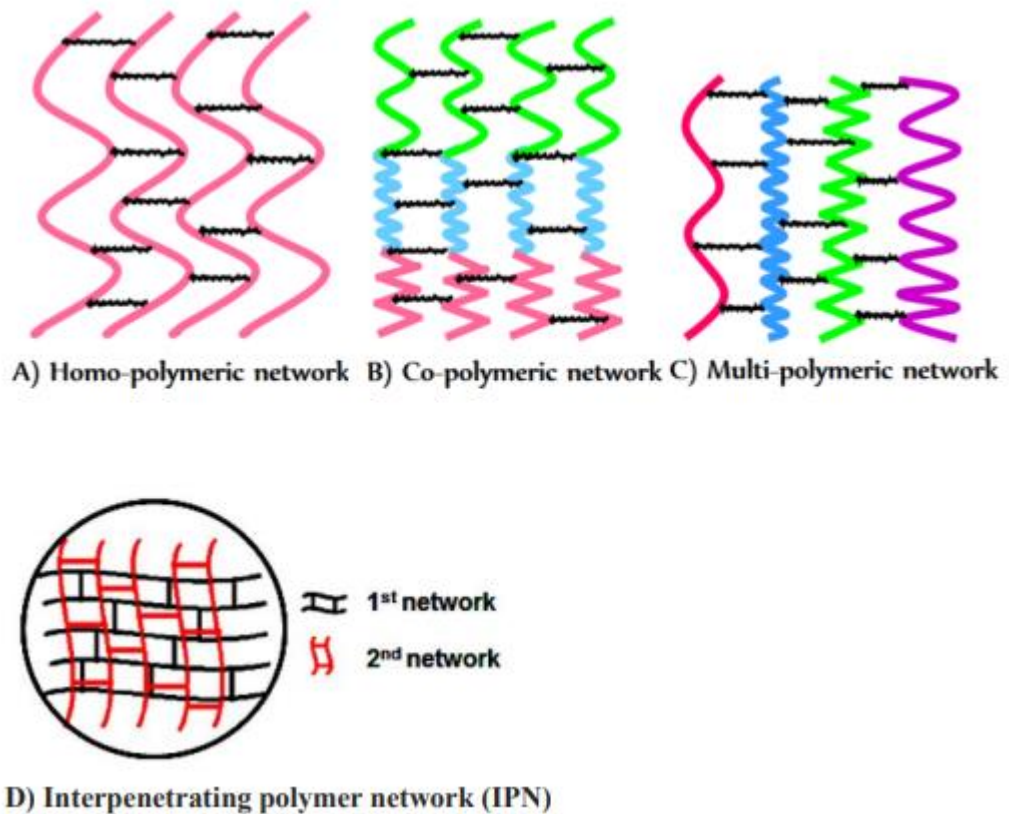 A) Homo-polymeric network B) Co-polymeric network C) Multi-polymeric network
1st network
2nd network
D) Interpenetrating polymer network (IPN)